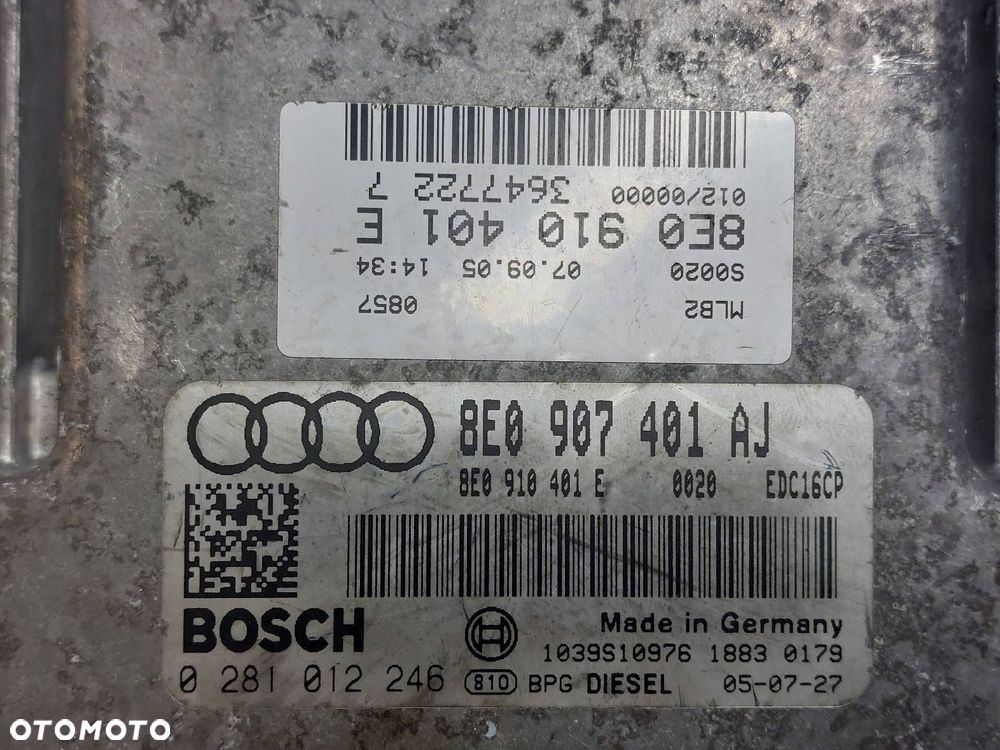 MLB2 0857
S0020 07.09.05 14:34
8E0 910 401 E
012/00000 3647722 7
8E0 907 401 AJ
8E0 910 401 E 0020 EDC16CP
BOSCH
Made in Germany
1039S10976 1883 0179
0 281 012 246 810 BPG DIESEL 05-07-27
OTOMOTO